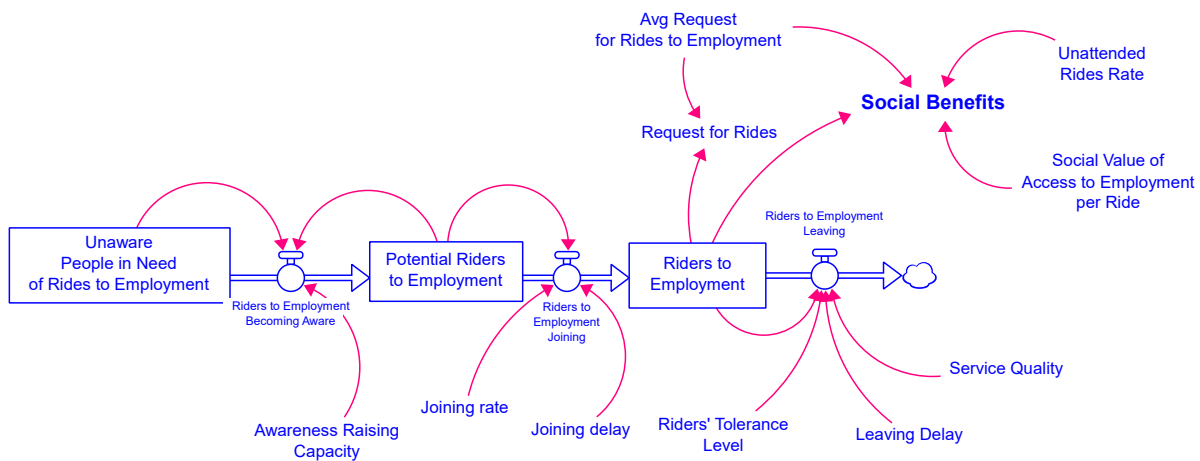 Avg Request
for Rides to Employment
Unattended
Rides Rate
Social Benefits
Request for Rides
Social Value of
Access to Employment
per Ride
Riders to Employment
Leaving
Unaware
People in Need
of Rides to Employment
Potential Riders
to Employment
Riders to
Employment
Riders to Employment
Becoming Aware
Riders to
Employment
Joining
Service Quality
Joining rate
Joining delay
Riders' Tolerance
Level
Leaving Delay
Awareness Raising
Capacity